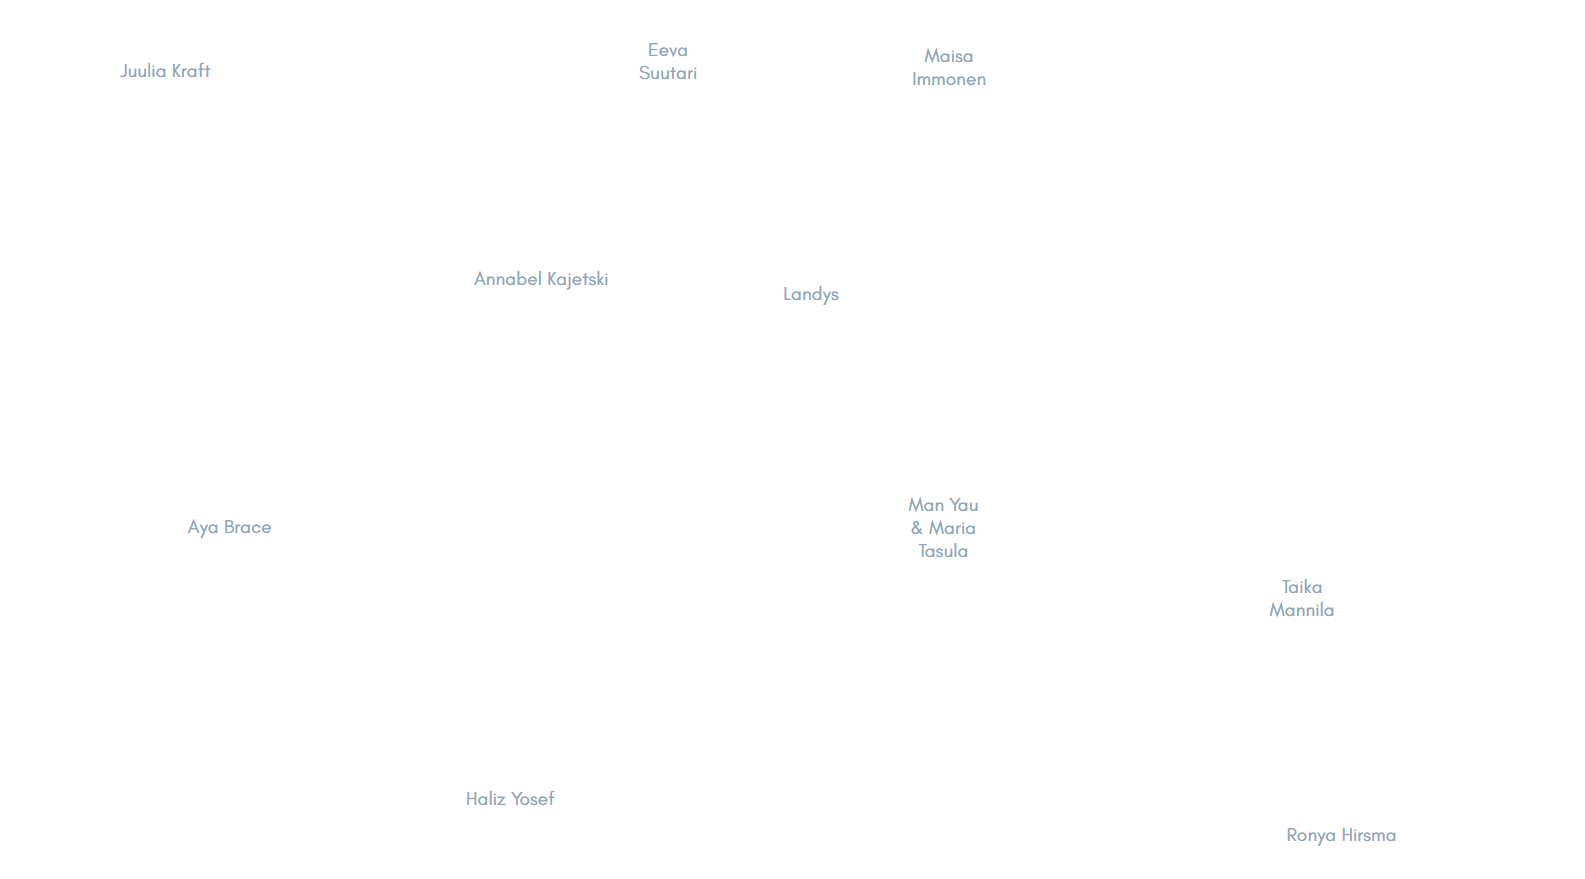 Juulia Kraft
Eeva
Suutari
Maisa
Immonen
Annabel Kajetski
Landys
Aya Brace
Man Yau
& Maria
Tasula
Taika
Mannila
Haliz Yosef
Ronya Hirsma